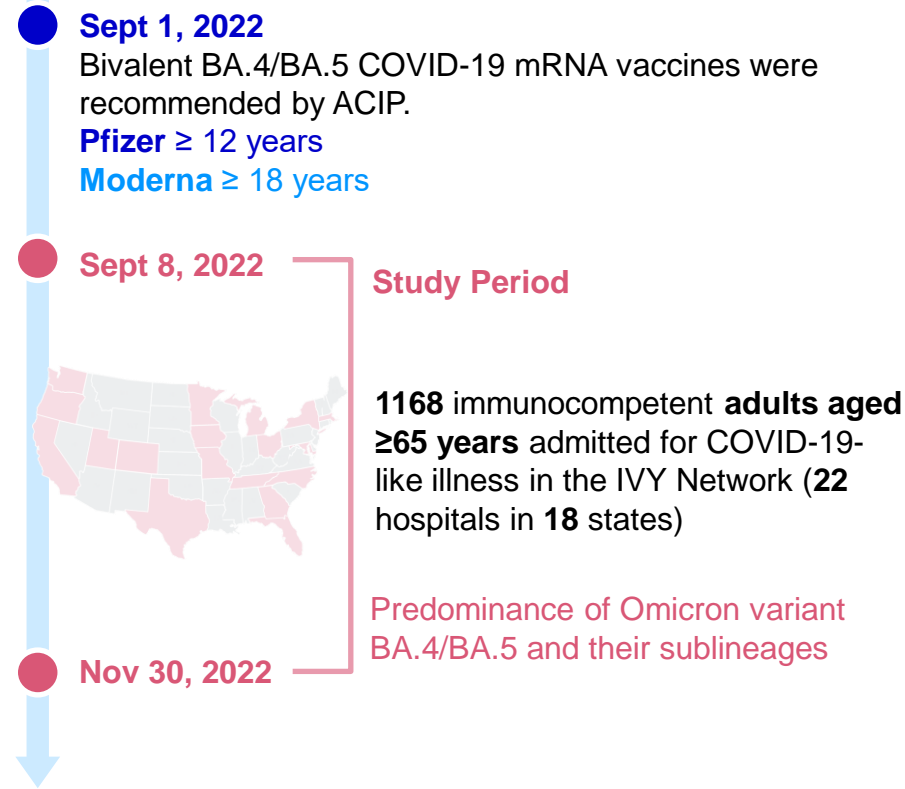 Sept 1, 2022
Bivalent BA.4/BA.5 COVID-19 mRNA vaccines were
recommended by ACIP.
Pfizer ≥ 12 years
Moderna ≥ 18 years
Sept 8, 2022
Study Period
1168 immunocompetent adults aged
≥65 years admitted for COVID-19-
like illness in the IVY Network (22
hospitals in 18 states)
Predominance of Omicron variant
BA.4/BA.5 and their sublineages
Nov 30, 2022